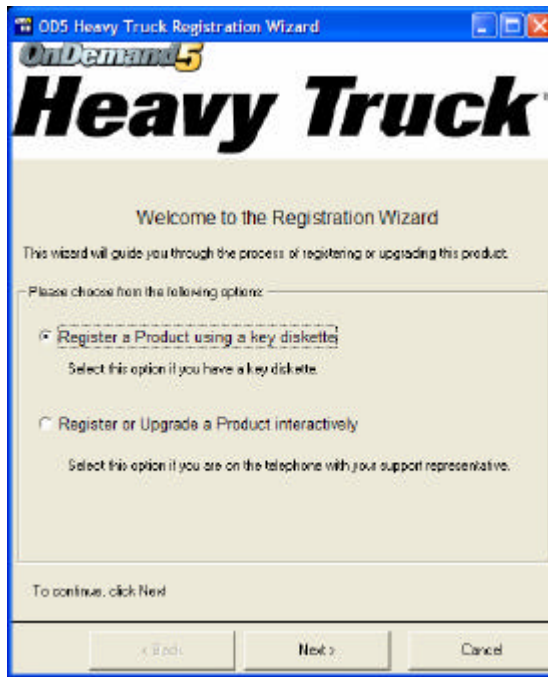 OD5 Heavy Truck Registration Wizard
OnDemand5
Heavy Truck
Welcome to the Registration Wizard
This wizard will guide you through the process of registering or upgrading this product.
Please choose from the following options:
Register a Product using a key diskette
Select this option if you have a key diskette.
Register or Upgrade a Product interactively
Select this option if you are on the telephone with your support representative.
To continue, click Next
< Back
Next >
Cancel